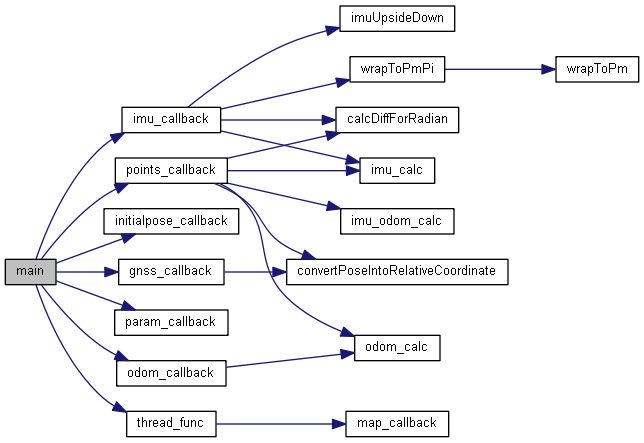 imuUpsideDown
wrapToPmPi
wrapToPm
imu_callback
calcDiffForRadian
points_callback
imu_calc
initialpose_callback
imu_odom_calc
main
gnss_callback
convertPoseIntoRelativeCoordinate
param_callback
odom_calc
odom_callback
thread_func
map_callback